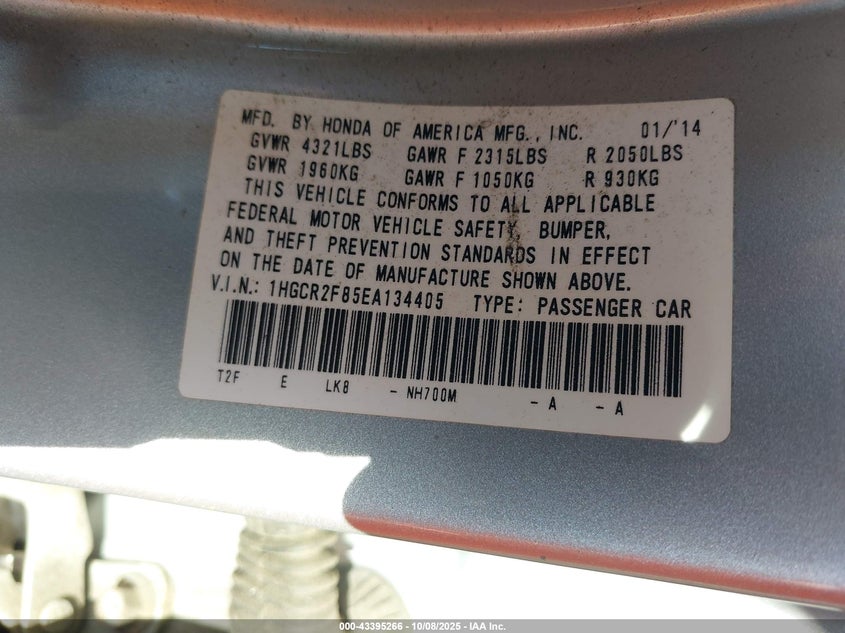 MFD. BY HONDA OF AMERICA MFG., INC. 01/'14
GVWR 4321LBS GAWR F 2315LBS R 2050LBS
GVWR 1960KG GAWR F 1050KG R 930KG
THIS VEHICLE CONFORMS TO ALL APPLICABLE
FEDERAL MOTOR VEHICLE SAFETY, BUMPER,
AND THEFT PREVENTION STANDARDS IN EFFECT
ON THE DATE OF MANUFACTURE SHOWN ABOVE.
V.I.N.: 1HGCR2F85EA134405 TYPE: PASSENGER CAR
T2F E LK8 - NH700M - A - A
000-43395266 - 10/08/2025 - IAA Inc.